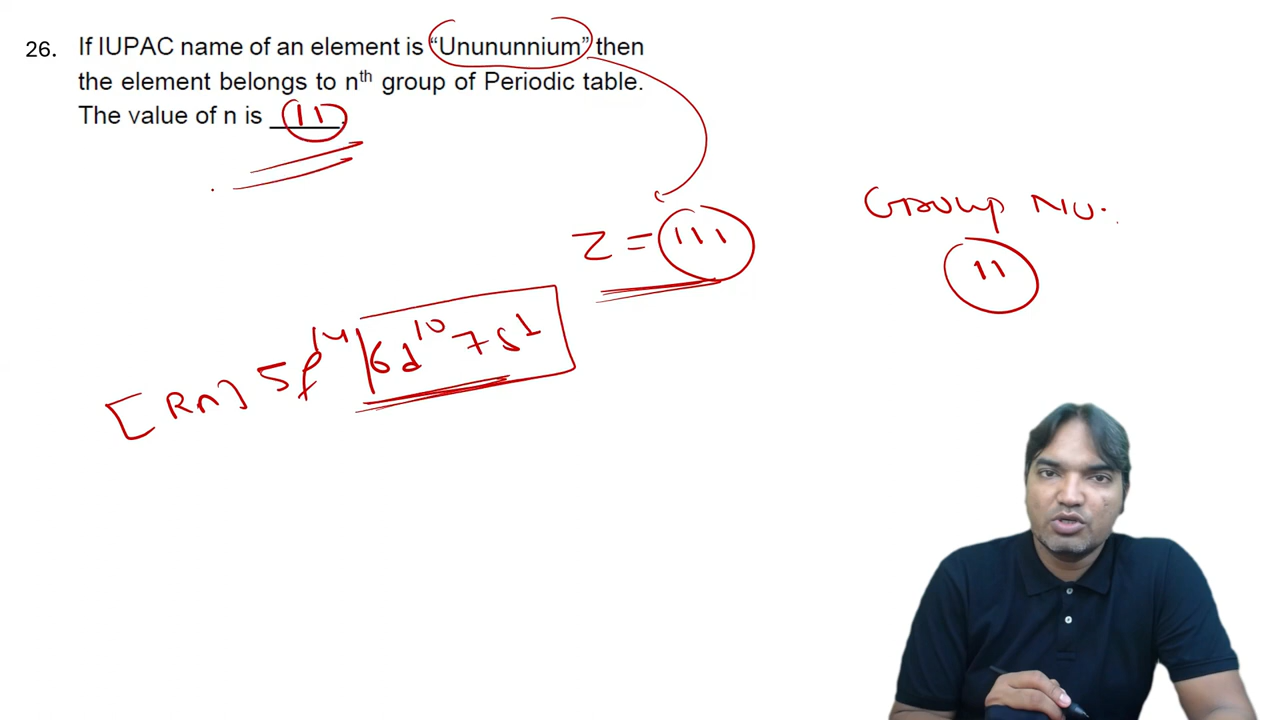 26. If IUPAC name of an element is “Unununnium” then
the element belongs to nth group of Periodic table.
The value of n is 11.
Z = 111
Group No.
11
[Rn] 5f14 6d10 7s1